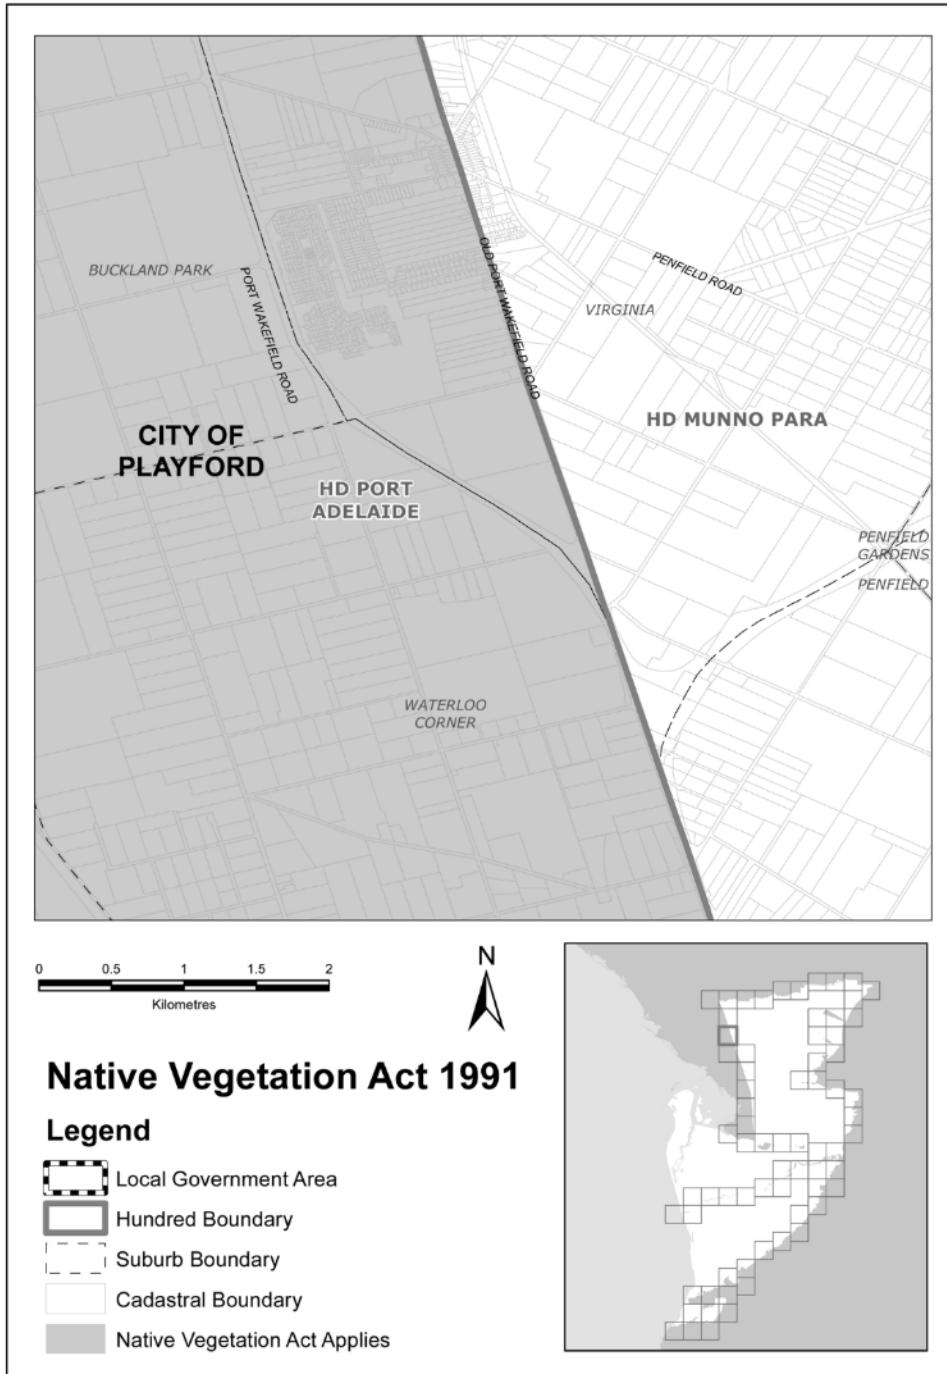 BUCKLAND PARK
PORT WAKEFIELD ROAD
OLD PORT WAKEFIELD ROAD
PENFIELD ROAD
VIRGINIA
CITY OF
PLAYFORD
HD MUNNO PARA
HD PORT
ADELAIDE
PENFIELD
GARDENS
PENFIELD
WATERLOO
CORNER
0 0.5 1 1.5 2
Kilometres
N
Native Vegetation Act 1991
Legend
Local Government Area
Hundred Boundary
Suburb Boundary
Cadastral Boundary
Native Vegetation Act Applies